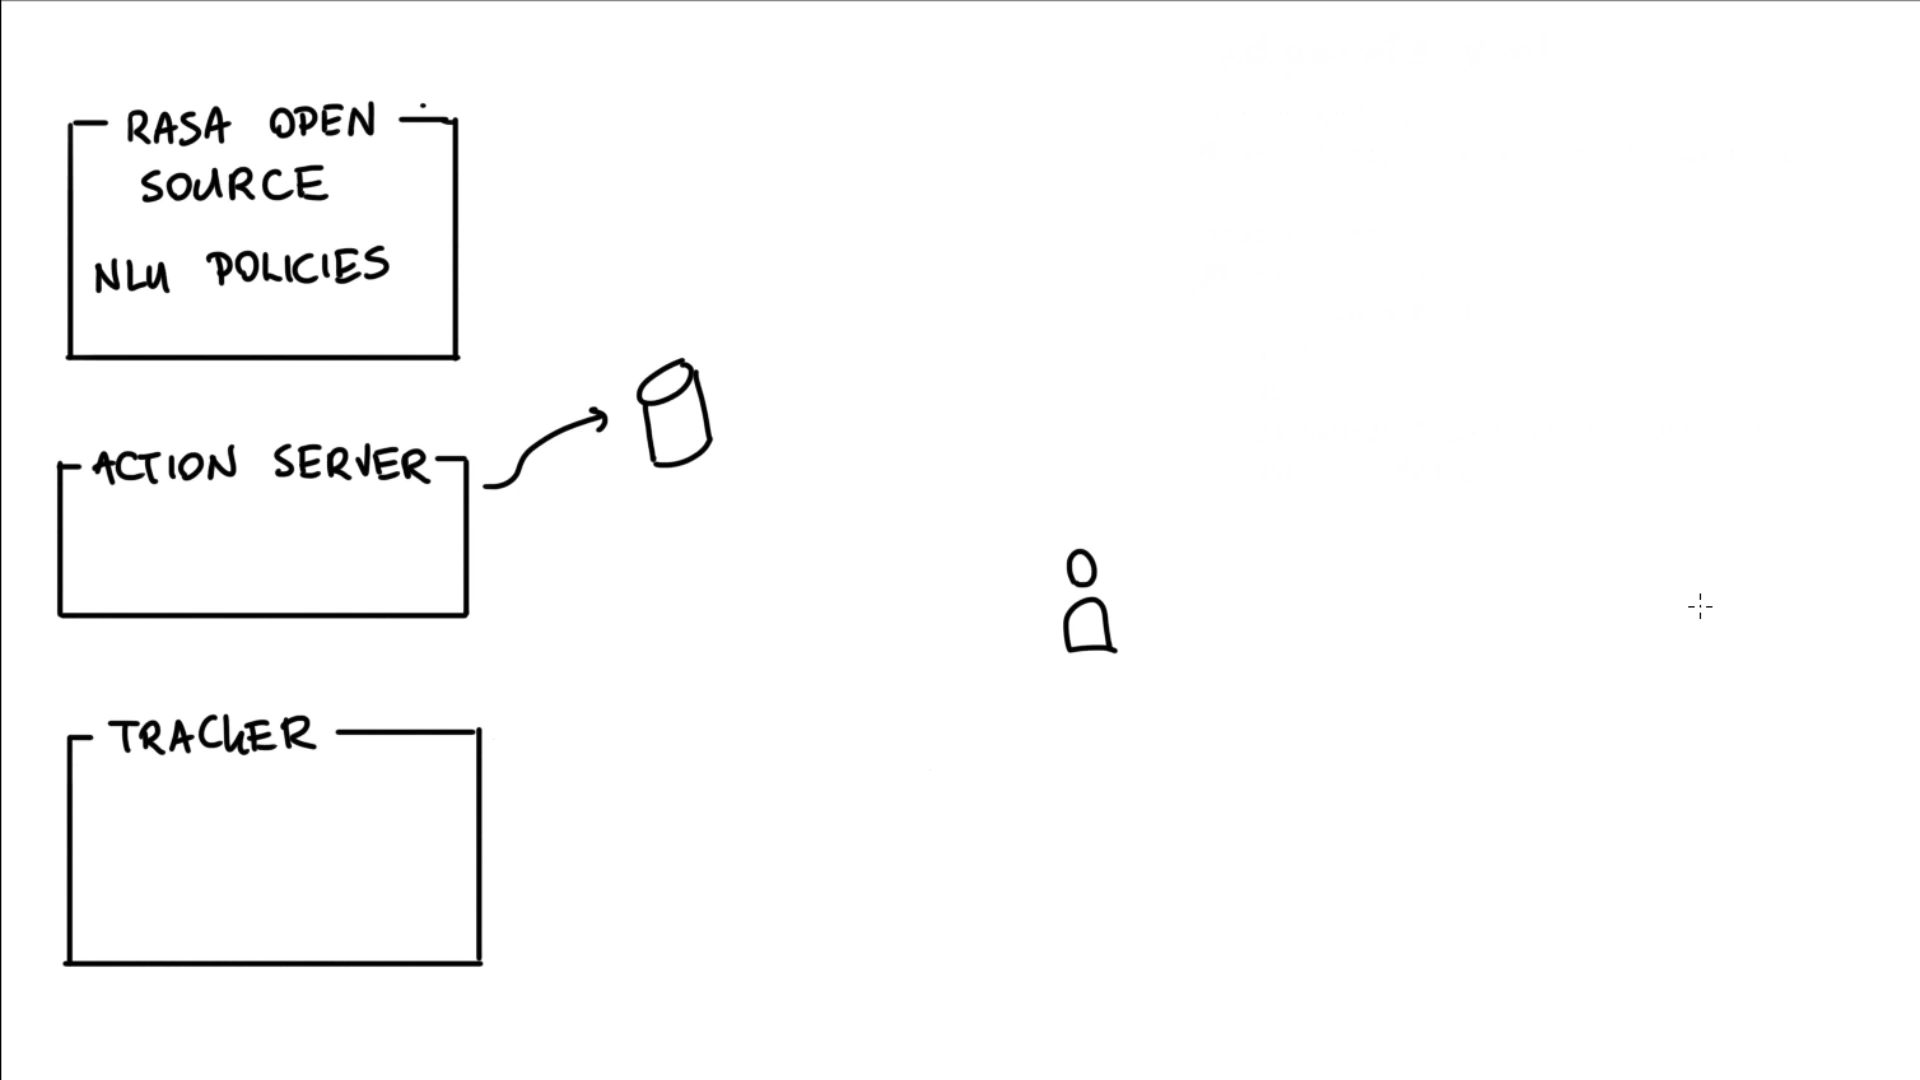 RASA OPEN
SOURCE
NLU POLICIES
ACTION SERVER
TRACKER